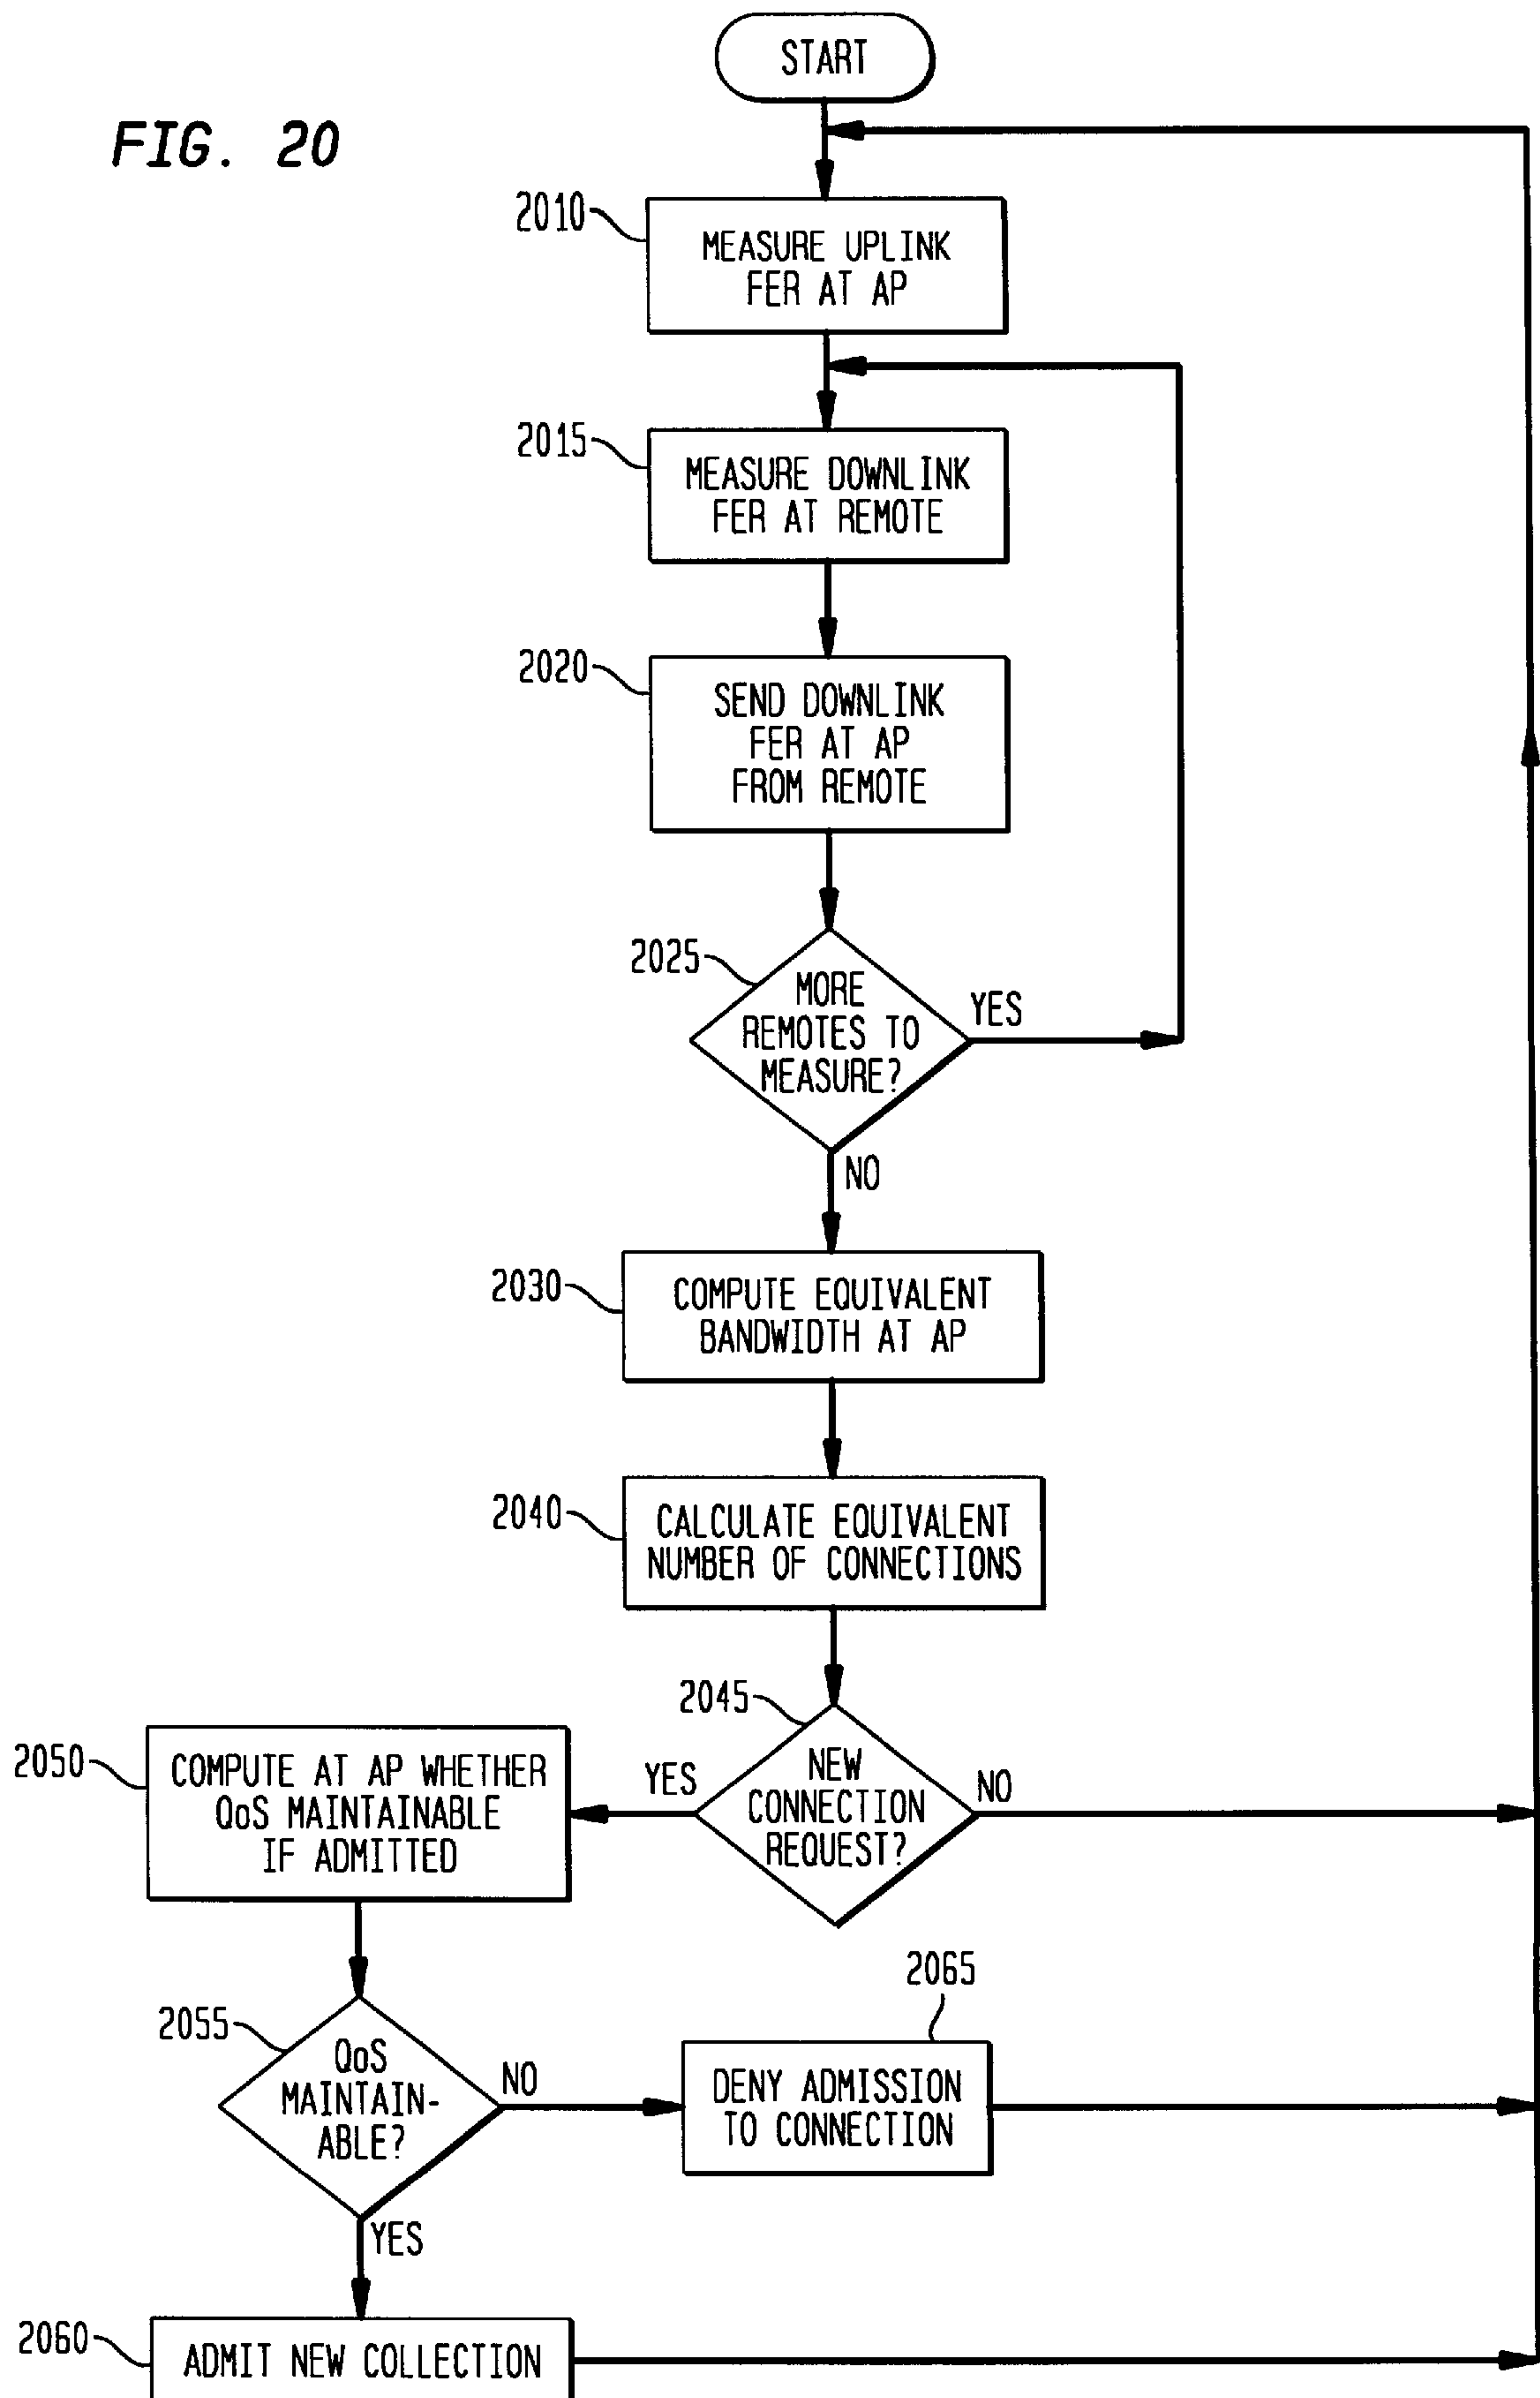 START
FIG. 20
2010
MEASURE UPLINK
FER AT AP
2015
MEASURE DOWNLINK
FER AT REMOTE
2020
SEND DOWNLINK
FER AT AP
FROM REMOTE
2025
MORE
REMOTES TO
MEASURE?
YES
NO
2030
COMPUTE EQUIVALENT
BANDWIDTH AT AP
2040
CALCULATE EQUIVALENT
NUMBER OF CONNECTIONS
2045
NEW
CONNECTION
REQUEST?
YES
NO
2050
COMPUTE AT AP WHETHER
QoS MAINTAINABLE
IF ADMITTED
2055
QoS
MAINTAIN-
ABLE?
NO
YES
2065
DENY ADMISSION
TO CONNECTION
2060
ADMIT NEW COLLECTION